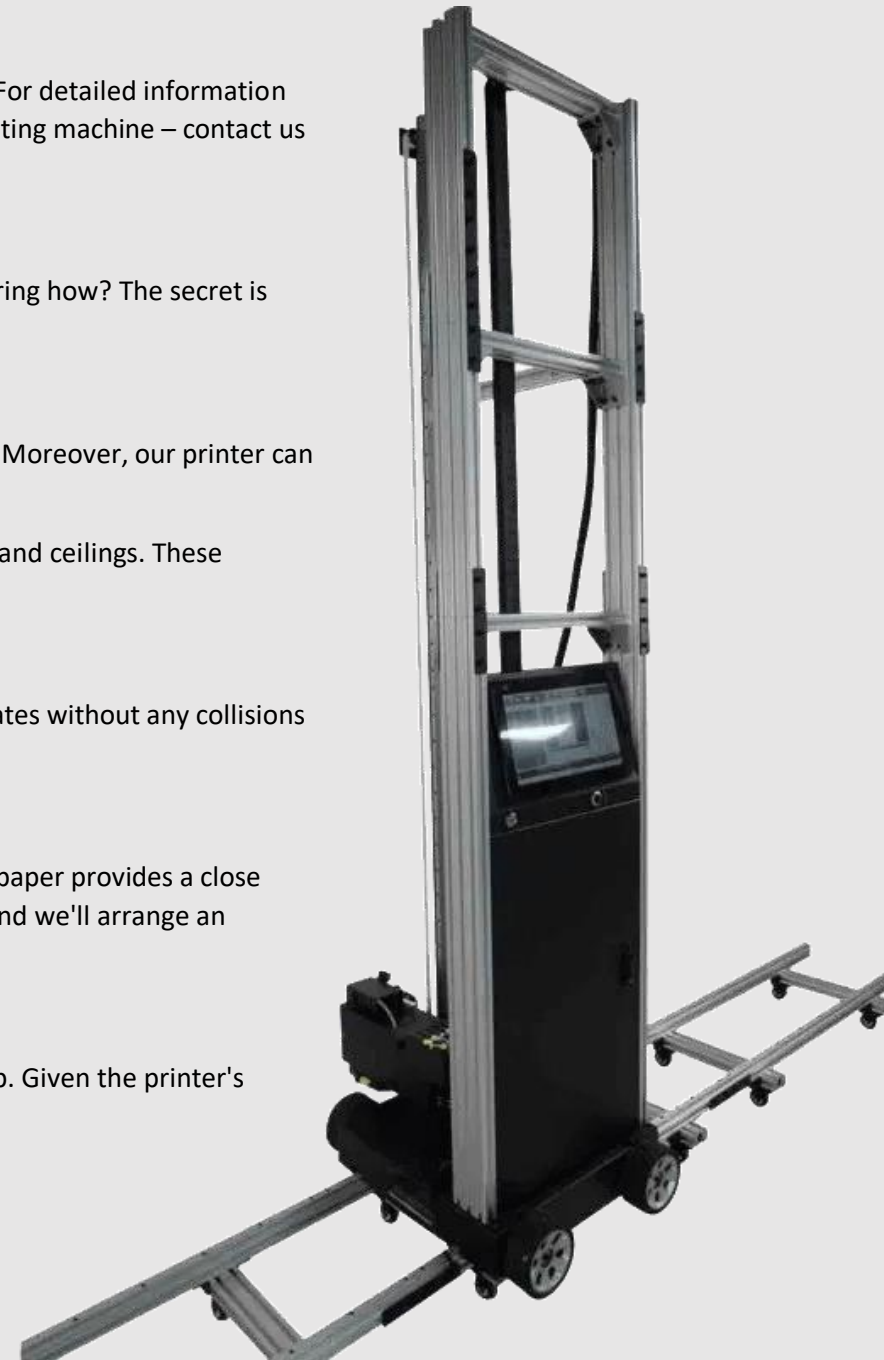 For detailed information
ting machine – contact us
ring how? The secret is
Moreover, our printer can
and ceilings. These
ates without any collisions
paper provides a close
nd we'll arrange an
o. Given the printer's